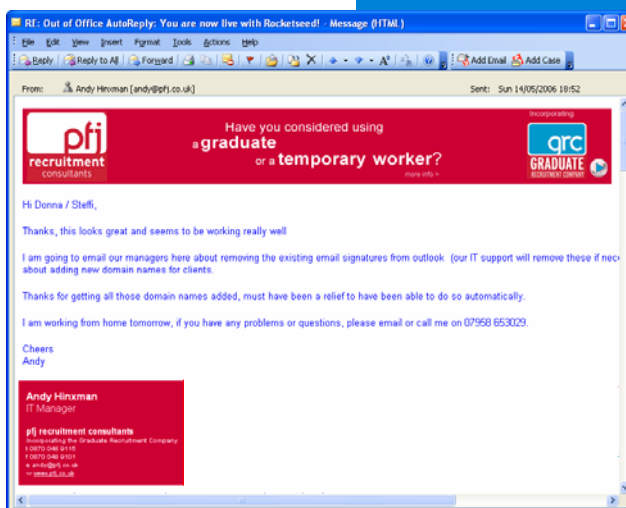 RE: Out of Office AutoReply: You are now live with Rocketseed! - Message (HTML)
File Edit View Insert Format Tools Actions Help
Reply Reply to All Forward Add Email Add Case
From: Andy Hinxman [andy@pfj.co.uk] Sent: Sun 14/05/2006 18:52
pfj
recruitment
consultants
Have you considered using
a graduate
or a temporary worker?
more info >
Incorporating
grc
GRADUATE
RECRUITMENT COMPANY
Hi Donna / Steffi,
Thanks, this looks great and seems to be working really well
I am going to email our managers here about removing the existing email signatures from outlook (our IT support will remove these if nec
about adding new domain names for clients.
Thanks for getting all those domain names added, must have been a relief to have been able to do so automatically.
I am working from home tomorrow, if you have any problems or questions, please email or call me on 07958 653029.
Cheers
Andy
Andy Hinxman
IT Manager
pfj recruitment consultants
Incorporating the Graduate Recruitment Company
t 0870 048 9115
f 0870 048 9101
e andy@pfj.co.uk
w www.pfj.co.uk